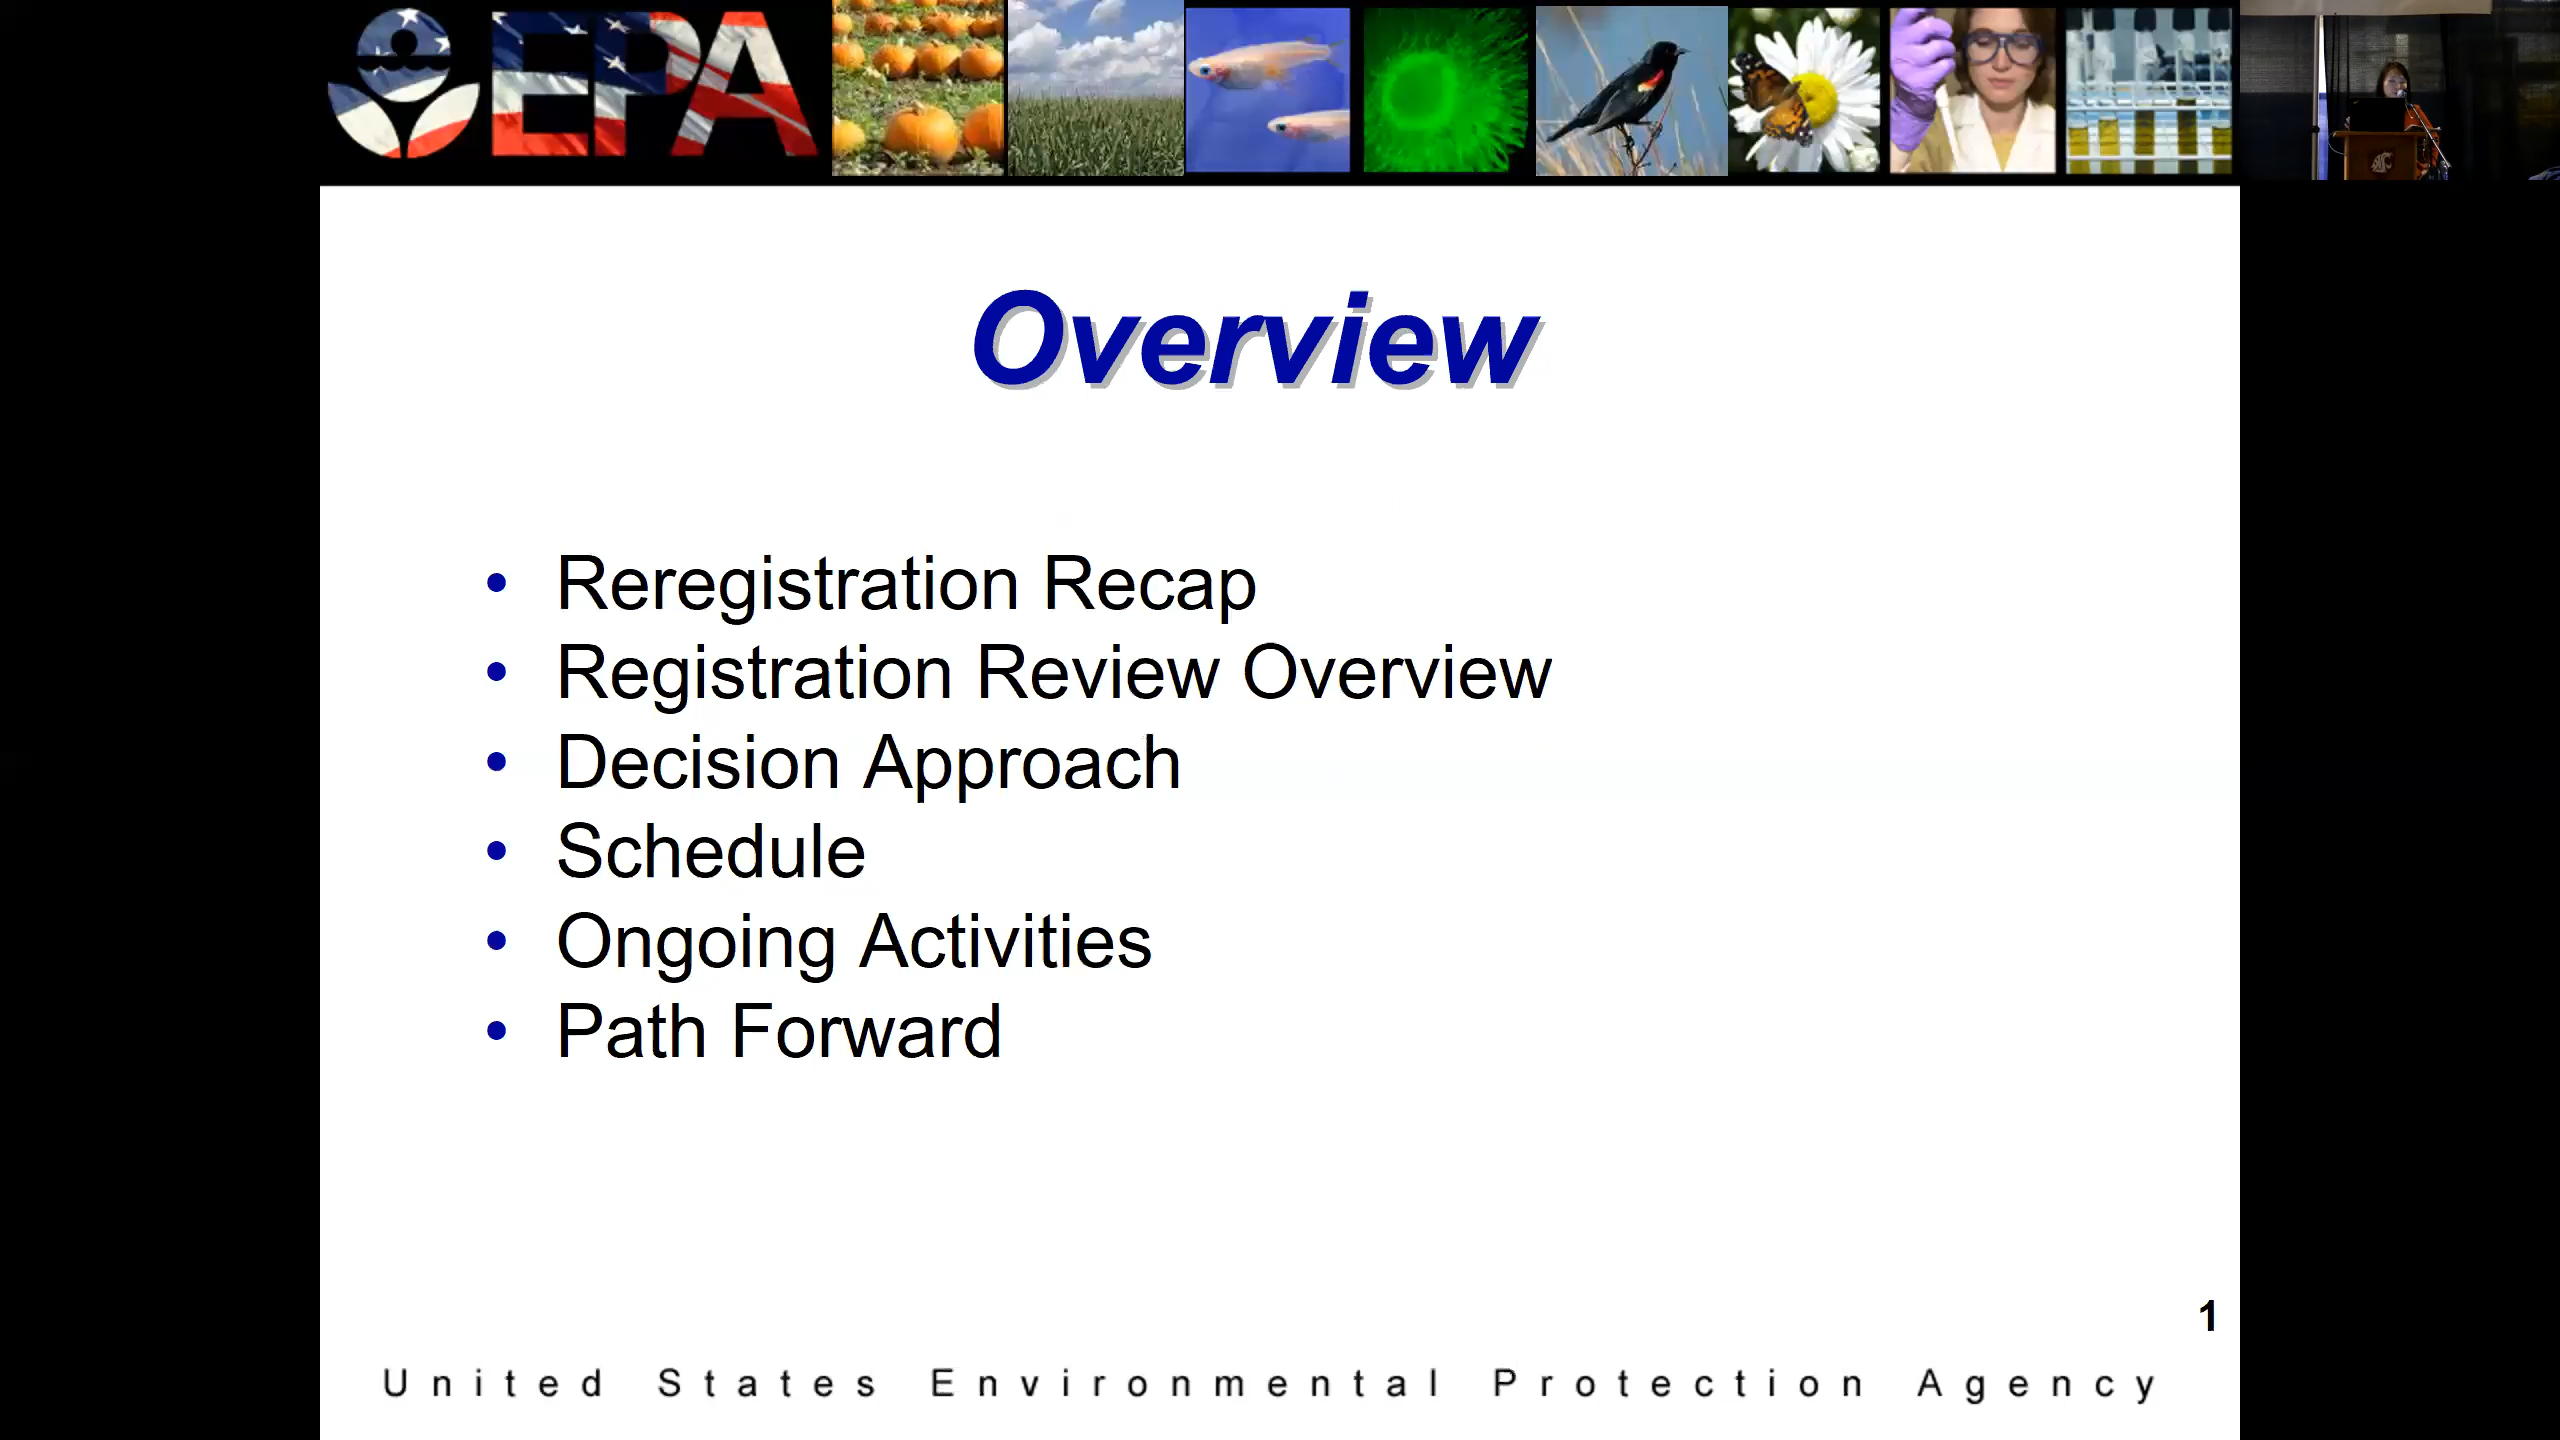 EPA
Overview
• Reregistration Recap
• Registration Review Overview
• Decision Approach
• Schedule
• Ongoing Activities
• Path Forward
1
United States Environmental Protection Agency